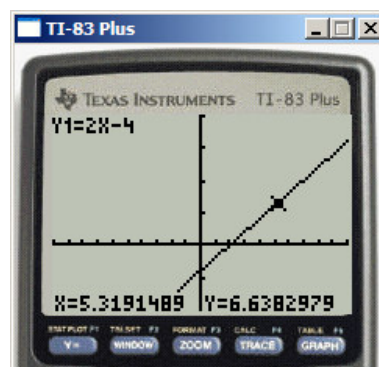 TI-83 Plus
TEXAS INSTRUMENTS TI-83 Plus
Y1=2X-4
X=5.3191489 Y=6.6382979
STAT PLOT F1 TBLSET F2 FORMAT F3 CALC F4 TABLE F5
Y= WINDOW ZOOM TRACE GRAPH